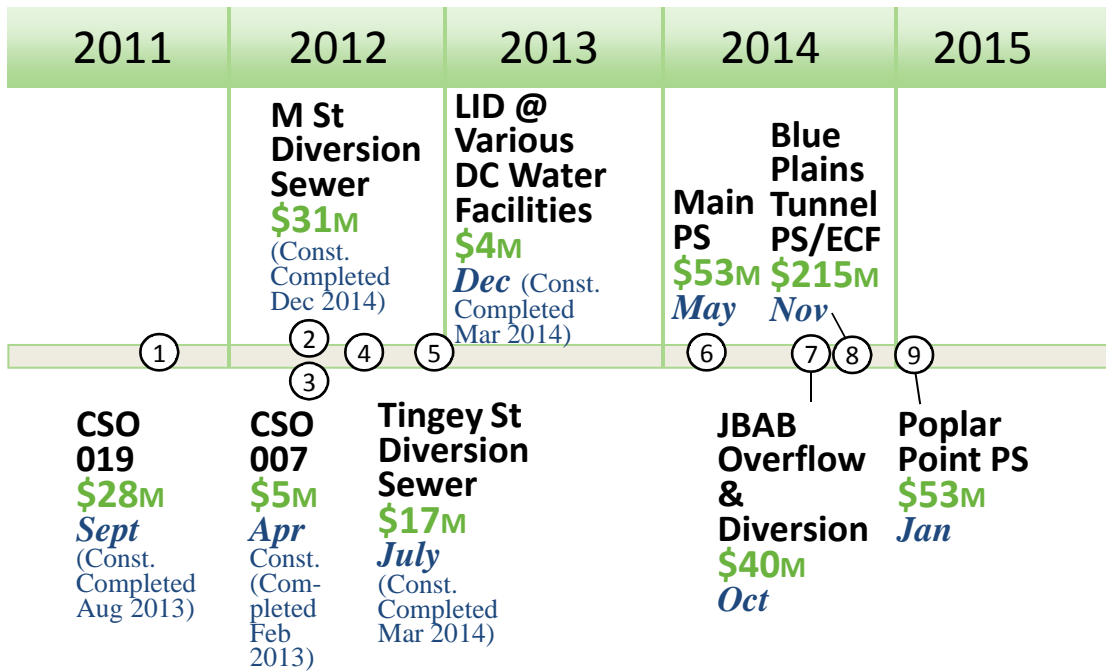 2011
2012
2013
2014
2015
M St
Diversion
Sewer
$31M
(Const.
Completed
Dec 2014)
LID @
Various
DC Water
Facilities
$4M
Dec (Const.
Completed
Mar 2014)
Main
PS
$53M
May
Blue
Plains
Tunnel
PS/ECF
$215M
Nov
1
2
3
4
5
6
7
8
9
CSO
019
$28M
Sept
(Const.
Completed
Aug 2013)
CSO
007
$5M
Apr
Const.
(Com-
pleted
Feb
2013)
Tingey St
Diversion
Sewer
$17M
July
(Const.
Completed
Mar 2014)
JBAB
Overflow
&
Diversion
$40M
Oct
Poplar
Point PS
$53M
Jan